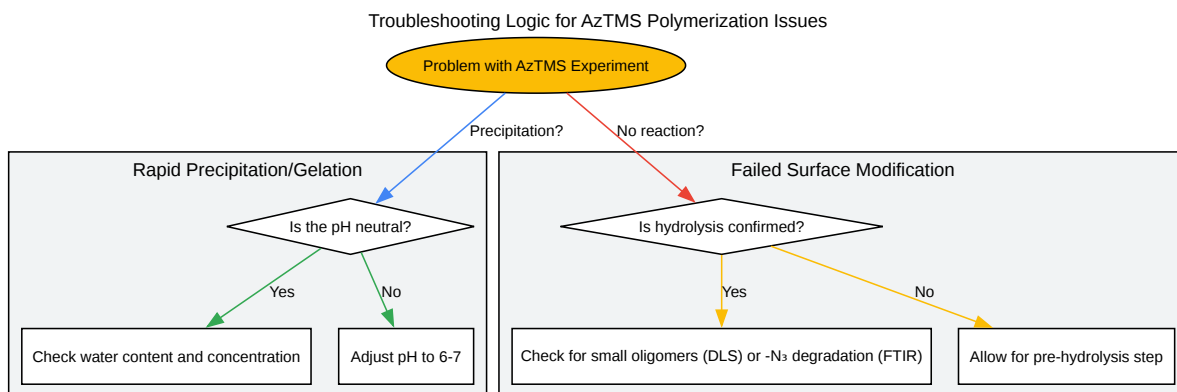 Troubleshooting Logic for AzTMS Polymerization Issues
Problem with AzTMS Experiment
Precipitation?
No reaction?
Rapid Precipitation/Gelation
Failed Surface Modification
Is the pH neutral?
Is hydrolysis confirmed?
Yes
No
Yes
No
Check water content and concentration
Adjust pH to 6-7
Check for small oligomers (DLS) or -N₃ degradation (FTIR)
Allow for pre-hydrolysis step